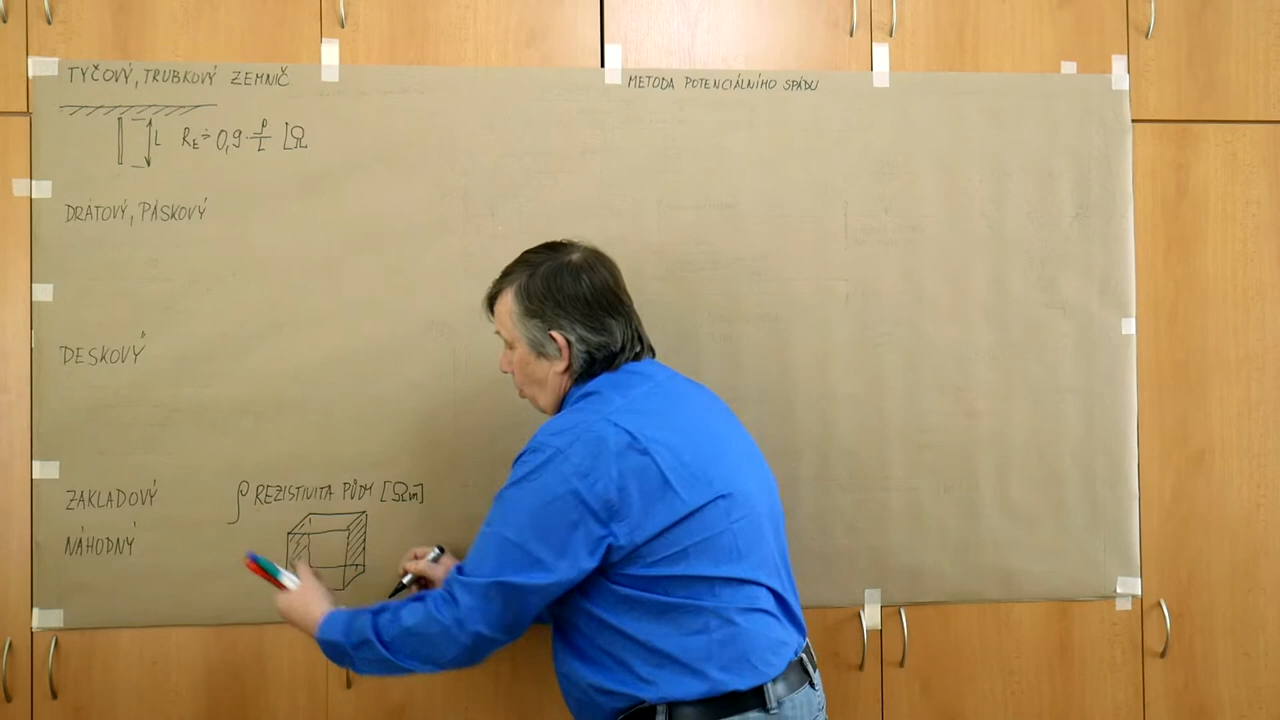 TYČOVÝ, TRUBKOVÝ ZEMNIČ
L R_E ≐ 0,9 · ρ/L [Ω
DRÁTOVÝ, PÁSKOVÝ
DESKOVÝ
ZÁKLADOVÝ
NÁHODNÝ
ρ REZISTIVITA PŮDY [Ωm]
METODA POTENCIÁLNÍHO SPÁDU